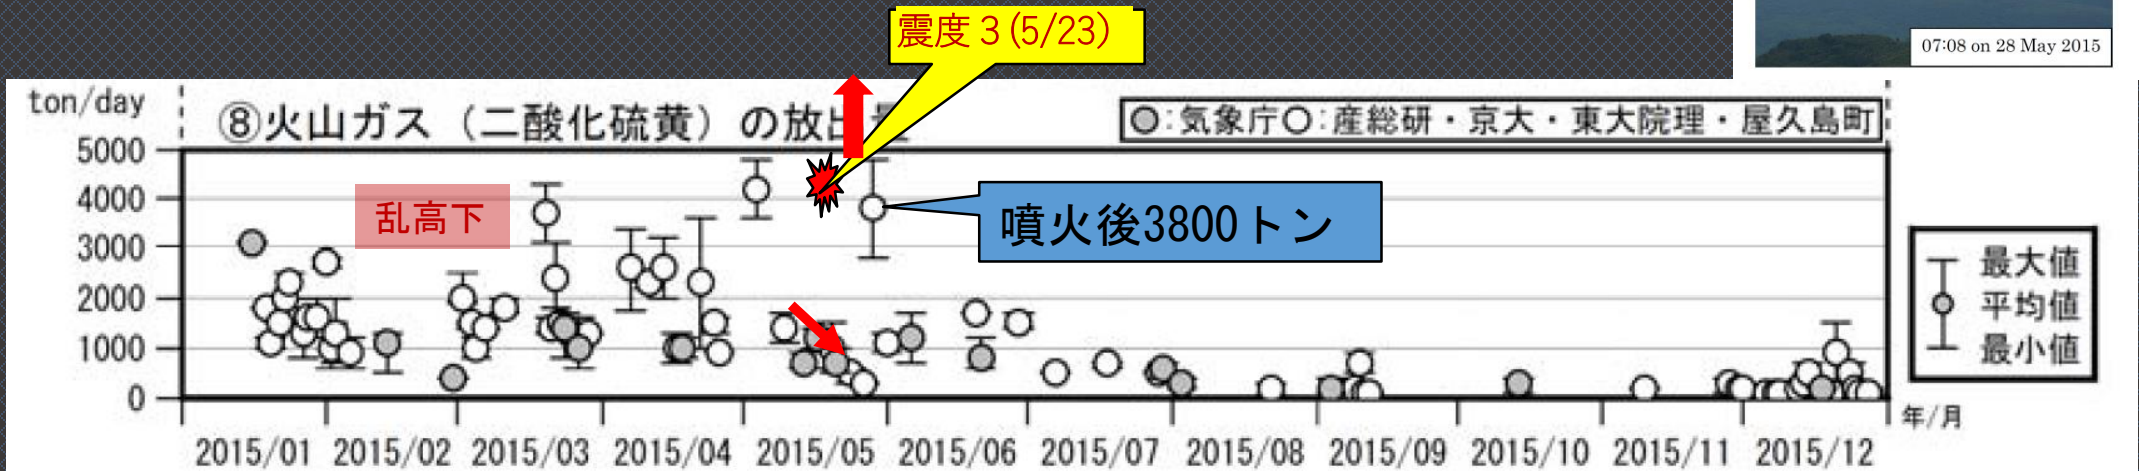 震度３(5/23)
07:08 on 28 May 2015
ton/day
⑧火山ガス（二酸化硫黄）の放出量
○:気象庁○:産総研・京大・東大院理・屋久島町
5000
4000
3000
2000
1000
0
乱高下
噴火後3800トン
最大値
平均値
最小値
2015/01 2015/02 2015/03 2015/04 2015/05 2015/06 2015/07 2015/08 2015/09 2015/10 2015/11 2015/12
年/月